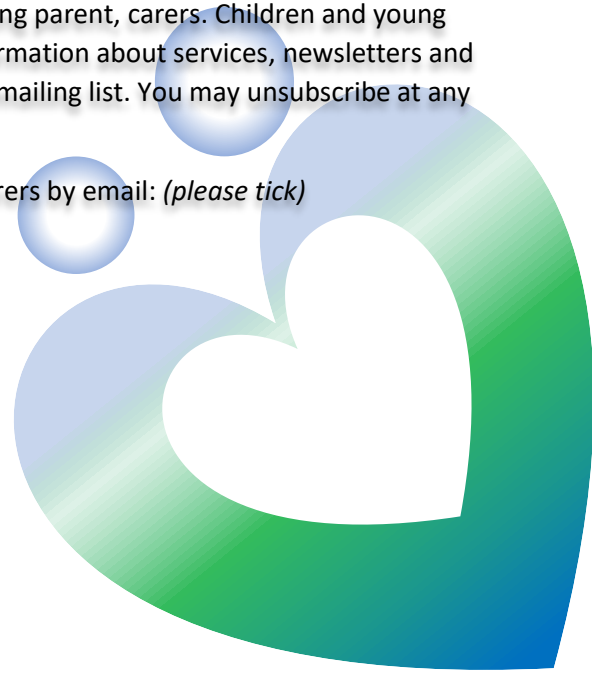 ng parent, carers. Children and young
rmation about services, newsletters and
mailing list. You may unsubscribe at any
rers by email: (please tick)